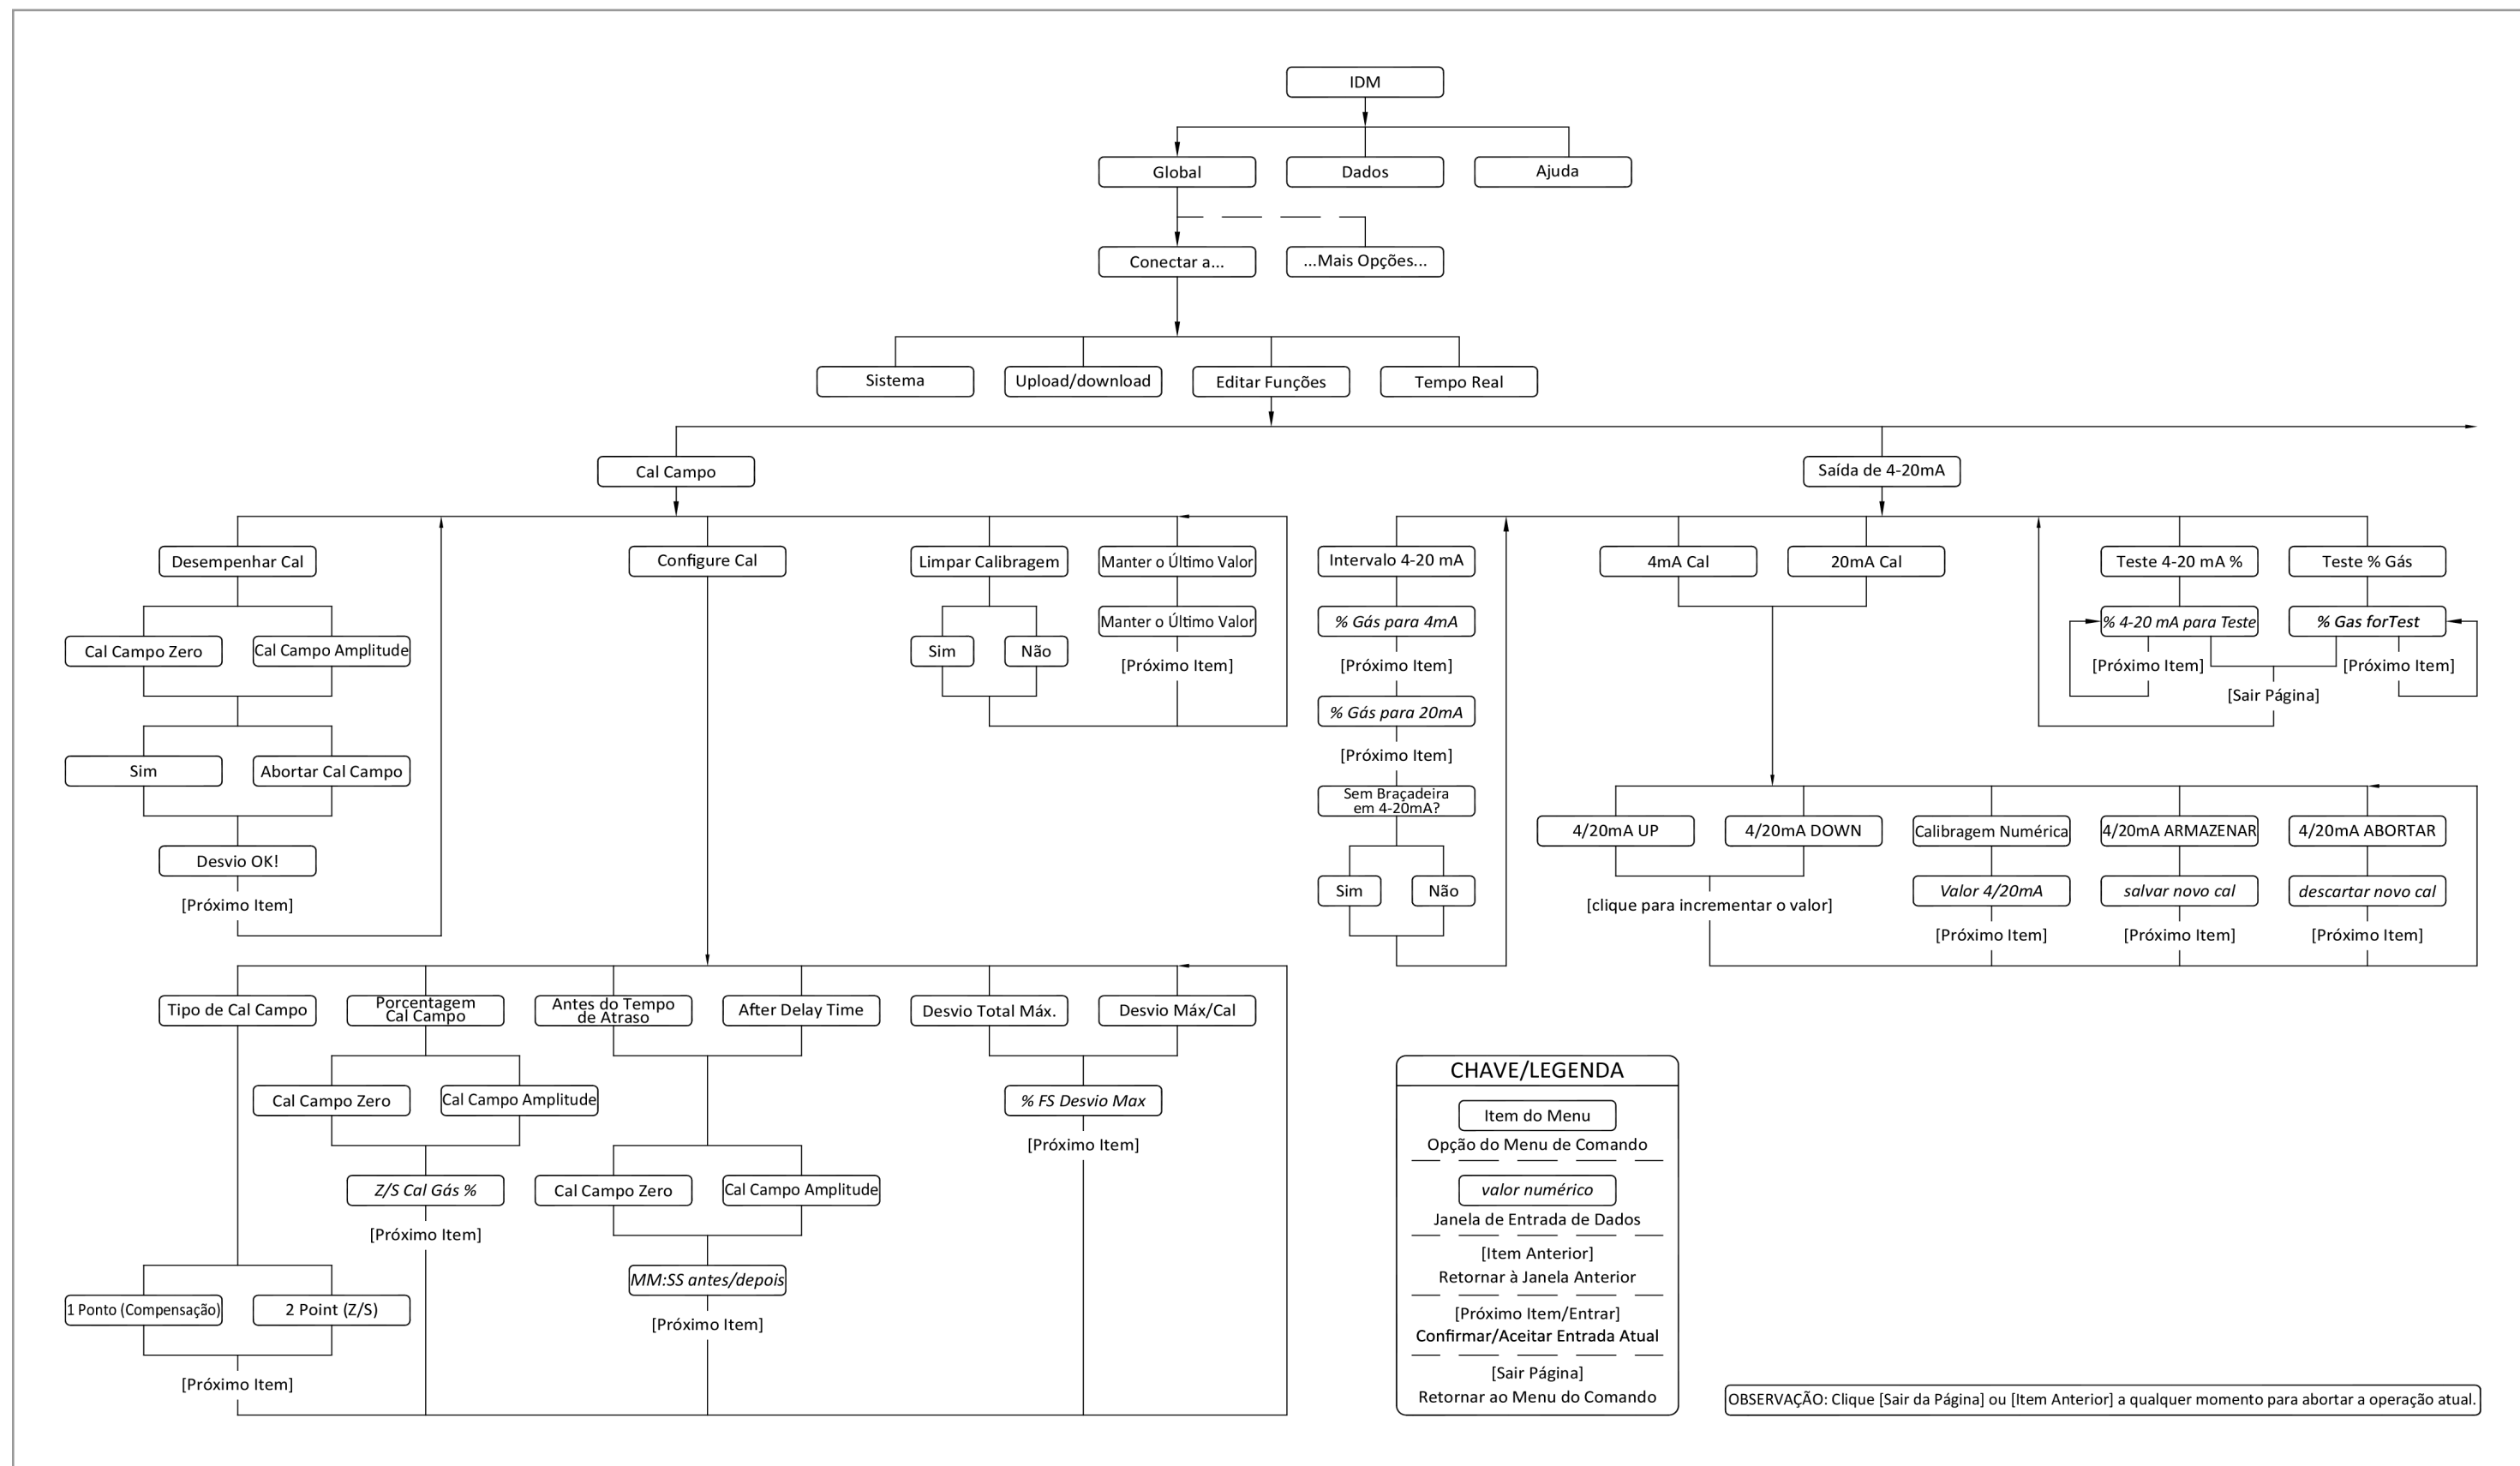 IDM
Global
Dados
Ajuda
Conectar a...
...Mais Opções...
Sistema
Upload/download
Editar Funções
Tempo Real
Cal Campo
Saída de 4-20mA
Desempenhar Cal
Configure Cal
Limpar Calibragem
Manter o Último Valor
Intervalo 4-20 mA
4mA Cal
20mA Cal
Teste 4-20 mA %
Teste % Gás
Manter o Último Valor
% Gás para 4mA
% 4-20 mA para Teste
% Gas forTest
Cal Campo Zero
Cal Campo Amplitude
Sim
Não
[Próximo Item]
[Próximo Item]
[Próximo Item]
[Próximo Item]
[Sair Página]
% Gás para 20mA
[Próximo Item]
Sim
Abortar Cal Campo
Sem Braçadeira
em 4-20mA?
Desvio OK!
4/20mA UP
4/20mA DOWN
Calibragem Numérica
4/20mA ARMAZENAR
4/20mA ABORTAR
[Próximo Item]
Sim
Não
[clique para incrementar o valor]
Valor 4/20mA
salvar novo cal
descartar novo cal
[Próximo Item]
[Próximo Item]
[Próximo Item]
Tipo de Cal Campo
Porcentagem
Cal Campo
Antes do Tempo
de Atraso
After Delay Time
Desvio Total Máx.
Desvio Máx/Cal
Cal Campo Zero
Cal Campo Amplitude
% FS Desvio Max
[Próximo Item]
Z/S Cal Gás %
Cal Campo Zero
Cal Campo Amplitude
[Próximo Item]
MM:SS antes/depois
[Próximo Item]
1 Ponto (Compensação)
2 Point (Z/S)
[Próximo Item]
CHAVE/LEGENDA
Item do Menu
Opção do Menu de Comando
valor numérico
Janela de Entrada de Dados
[Item Anterior]
Retornar à Janela Anterior
[Próximo Item/Entrar]
Confirmar/Aceitar Entrada Atual
[Sair Página]
Retornar ao Menu do Comando
OBSERVAÇÃO: Clique [Sair da Página] ou [Item Anterior] a qualquer momento para abortar a operação atual.